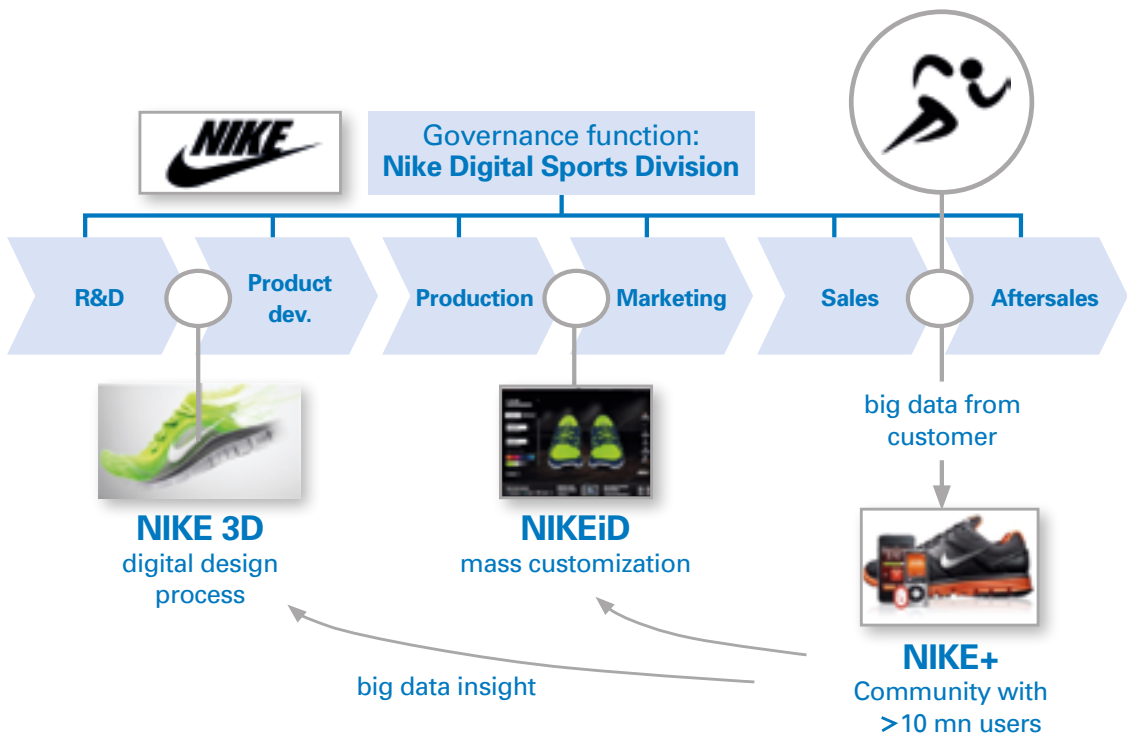 NIKE
Governance function:
Nike Digital Sports Division
R&D
Product
dev.
Production
Marketing
Sales
Aftersales
big data from
customer
NIKE 3D
digital design
process
NIKEiD
mass customization
big data insight
NIKE+
Community with
>10 mn users